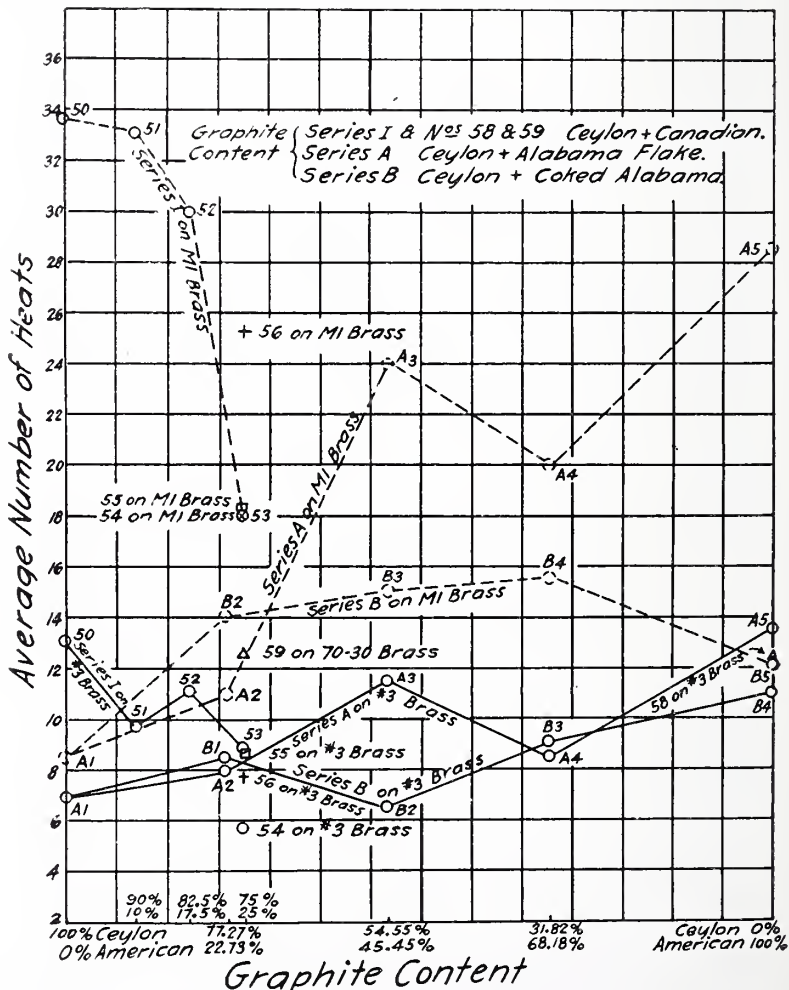 36
34
32
30
28
26
24
22
20
18
16
14
12
10
8
6
4
2
Average Number of Heats
Graphite Content { Series I & Nos 58 & 59 Ceylon + Canadian.
Series A Ceylon + Alabama Flake.
Series B Ceylon + Coked Alabama.
50
51
52
Series I on M1 Brass
A5
+ 56 on M1 Brass
A3
A4
55 on M1 Brass
54 on M1 Brass 53
Series A on M1 Brass
B2
B3
B4
Series B on M1 Brass
50
Series I on #3 Brass
59 on 70-30 Brass
A5
A
52
A2
A3
B5
51
53
Series A on #3 Brass
58 on #3 Brass
B4
A1
B1
55 on #3 Brass
B3
A4
A2
+ 56 on #3 Brass
Series B on #3 Brass
A1
B2
54 on #3 Brass
90% 82.5% 75%
10% 17.5% 25%
100% Ceylon 77.27% 54.55% 31.82% Ceylon 0%
0% American 22.73% 45.45% 68.18% American 100%
Graphite Content